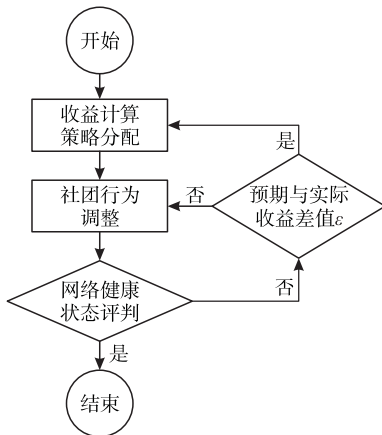 开始
收益计算
策略分配
是
社团行为
调整
否
预期与实际
收益差值ε
网络健康
状态评判
否
是
结束